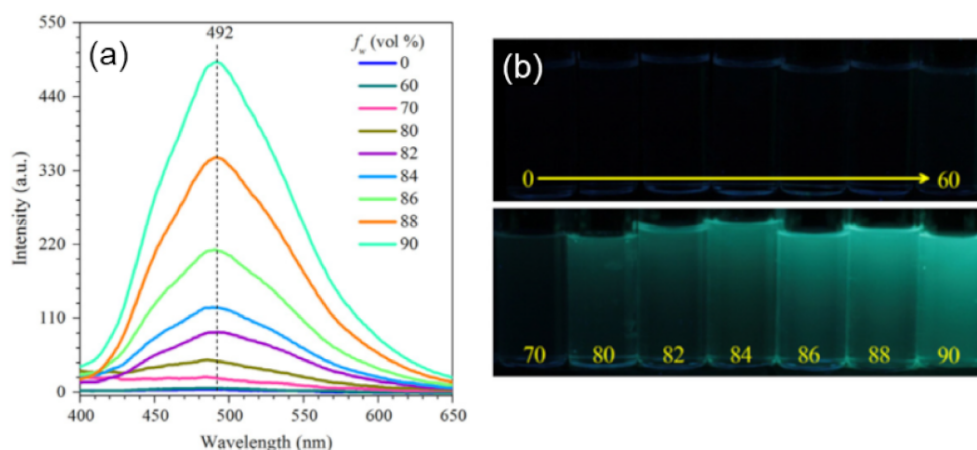 (a)
492
f_w (vol %)
0
60
70
80
82
84
86
88
90
550
440
330
220
110
0
Intensity (a.u.)
400 450 500 550 600 650
Wavelength (nm)
(b)
0 60
70 80 82 84 86 88 90